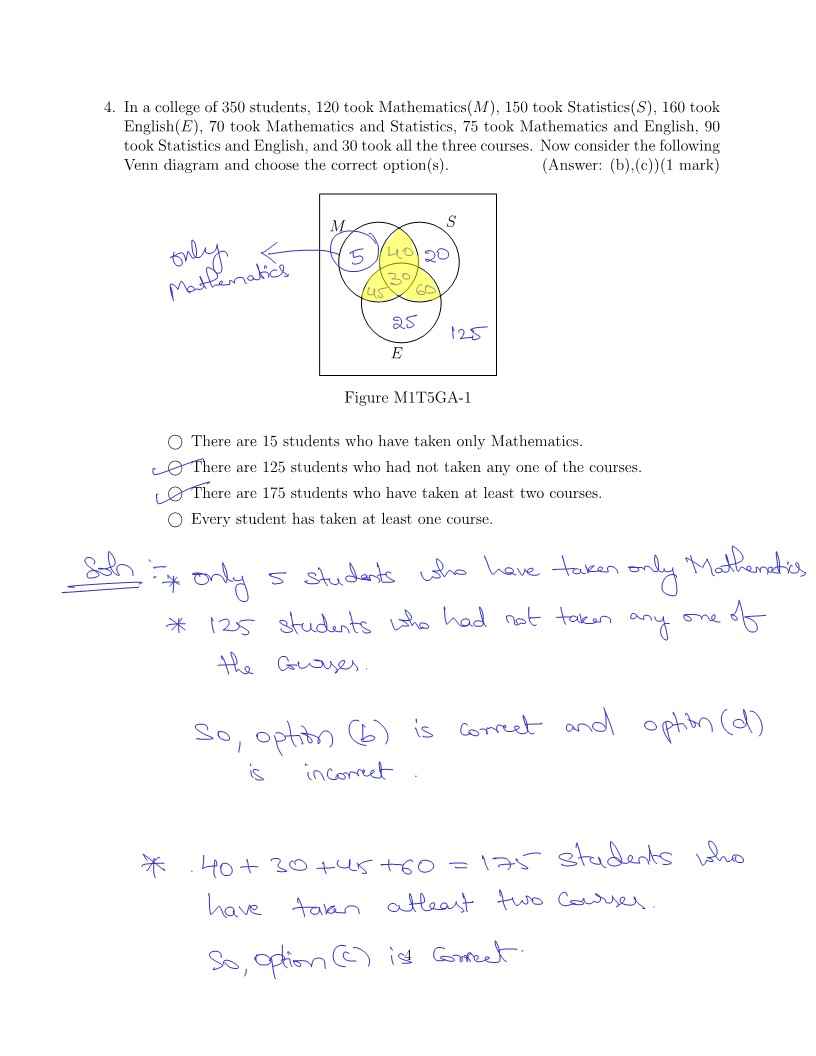 4. In a college of 350 students, 120 took Mathematics(M), 150 took Statistics(S), 160 took
English(E), 70 took Mathematics and Statistics, 75 took Mathematics and English, 90
took Statistics and English, and 30 took all the three courses. Now consider the following
Venn diagram and choose the correct option(s). (Answer: (b),(c))(1 mark)
M S
only
Mathematics
5 40 20
30
45 60
25
125
E
Figure M1T5GA-1
There are 15 students who have taken only Mathematics.
There are 125 students who had not taken any one of the courses.
There are 175 students who have taken at least two courses.
Every student has taken at least one course.
Soln :- * only 5 students who have taken only Mathematics
* 125 students who had not taken any one of
the courses.
So, option (b) is correct and option (d)
is incorrect.
* 40 + 30 + 45 + 60 = 175 students who
have taken atleast two courses.
So, option (c) is correct.
4